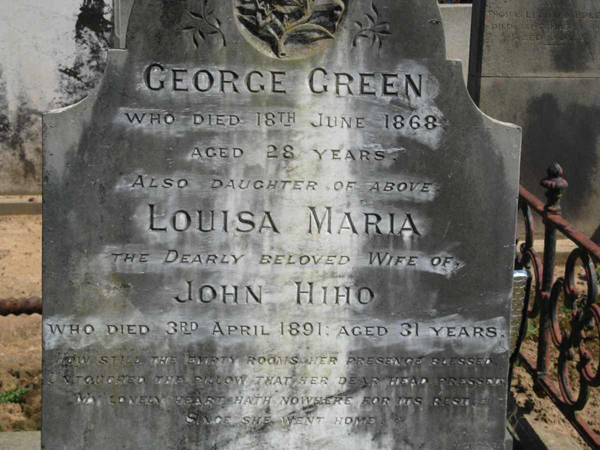 GEORGE GREEN
WHO DIED 18TH JUNE 1868
AGED 28 YEARS.
ALSO DAUGHTER OF ABOVE
LOUISA MARIA
THE DEARLY BELOVED WIFE OF
JOHN HIHO
WHO DIED 3RD APRIL 1891: AGED 31 YEARS.
HOW STILL THE EMPTY ROOMS HER PRESENCE BLESSED,
UNTOUCHED THE PILLOW THAT HER DEAR HEAD PRESSED
MY LONELY HEART HATH NOWHERE FOR ITS REST
SINCE SHE WENT HOME.